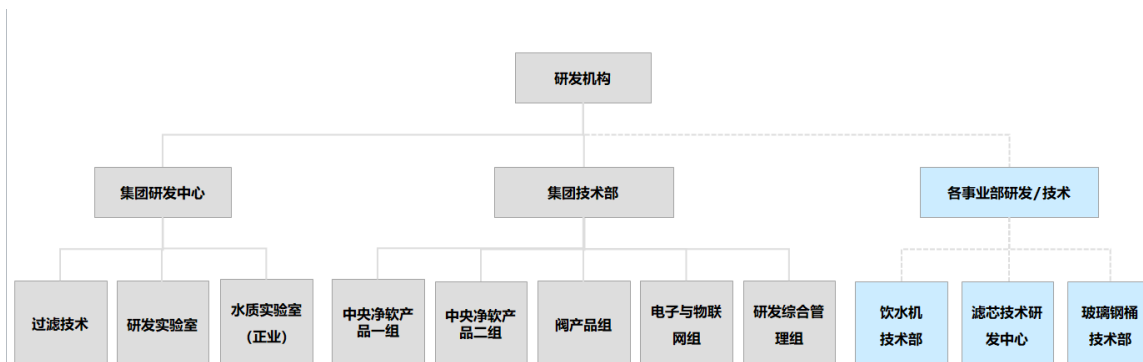 研发机构
集团研发中心
集团技术部
各事业部研发/技术
过滤技术
研发实验室
水质实验室
（正业）
中央净软产
品一组
中央净软产
品二组
阀产品组
电子与物联
网组
研发综合管
理组
饮水机
技术部
滤芯技术研
发中心
玻璃钢桶
技术部